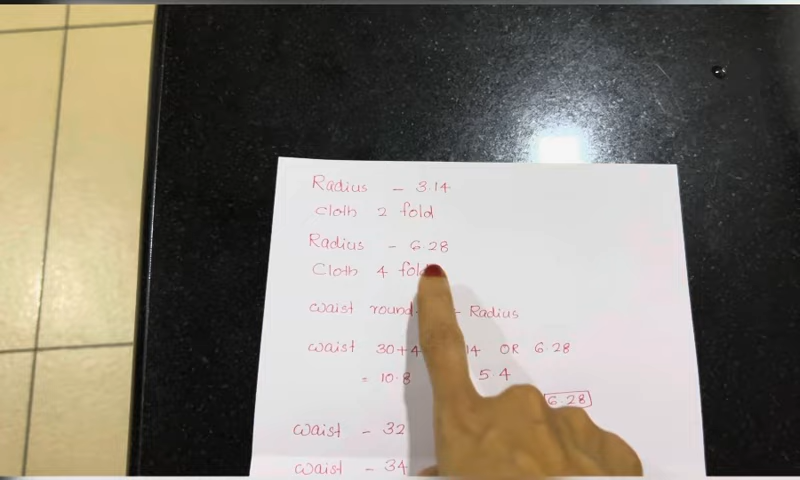 Radius - 3.14
Cloth 2 fold
Radius - 6.28
Cloth 4 fold
Waist round - Radius
Waist 30+4 14 OR 6.28
= 10.8 5.4
6.28
Waist - 32
Waist - 34